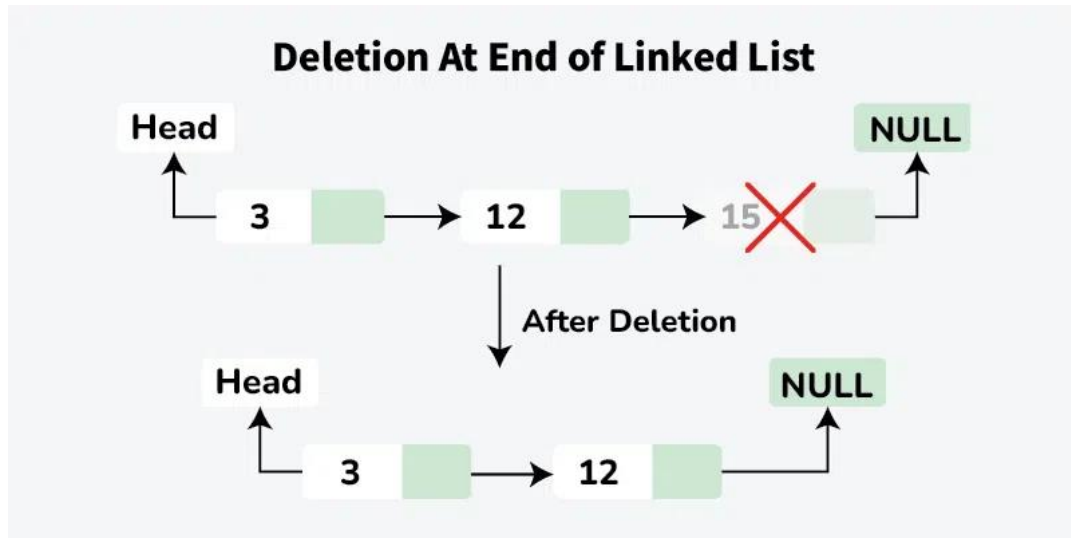 Deletion At End of Linked List
Head
NULL
3
12
15
After Deletion
Head
NULL
3
12